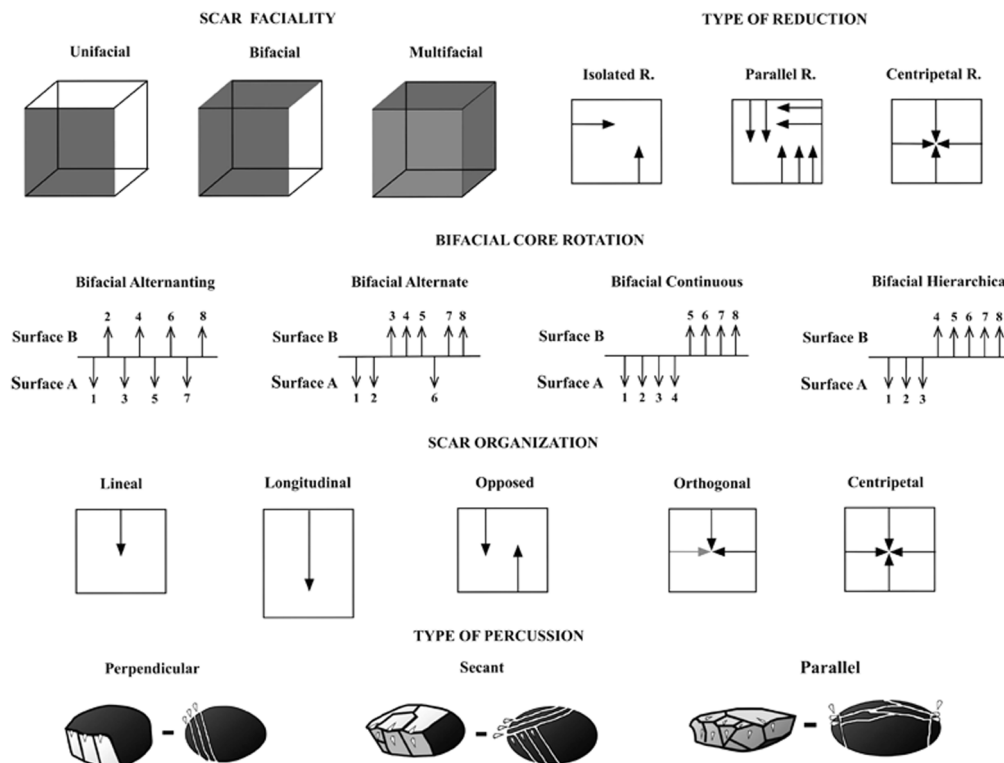 SCAR FACIALITY
TYPE OF REDUCTION
Unifacial
Bifacial
Multifacial
Isolated R.
Parallel R.
Centripetal R.
BIFACIAL CORE ROTATION
Bifacial Alternanting
Bifacial Alternate
Bifacial Continuous
Bifacial Hierarchica
2 4 6 8
3 4 5 7 8
5 6 7 8
4 5 6 7 8
Surface B
Surface B
Surface B
Surface B
Surface A
Surface A
Surface A
Surface A
1 3 5 7
1 2 6
1 2 3 4
1 2 3
SCAR ORGANIZATION
Lineal
Longitudinal
Opposed
Orthogonal
Centripetal
TYPE OF PERCUSSION
Perpendicular
Secant
Parallel